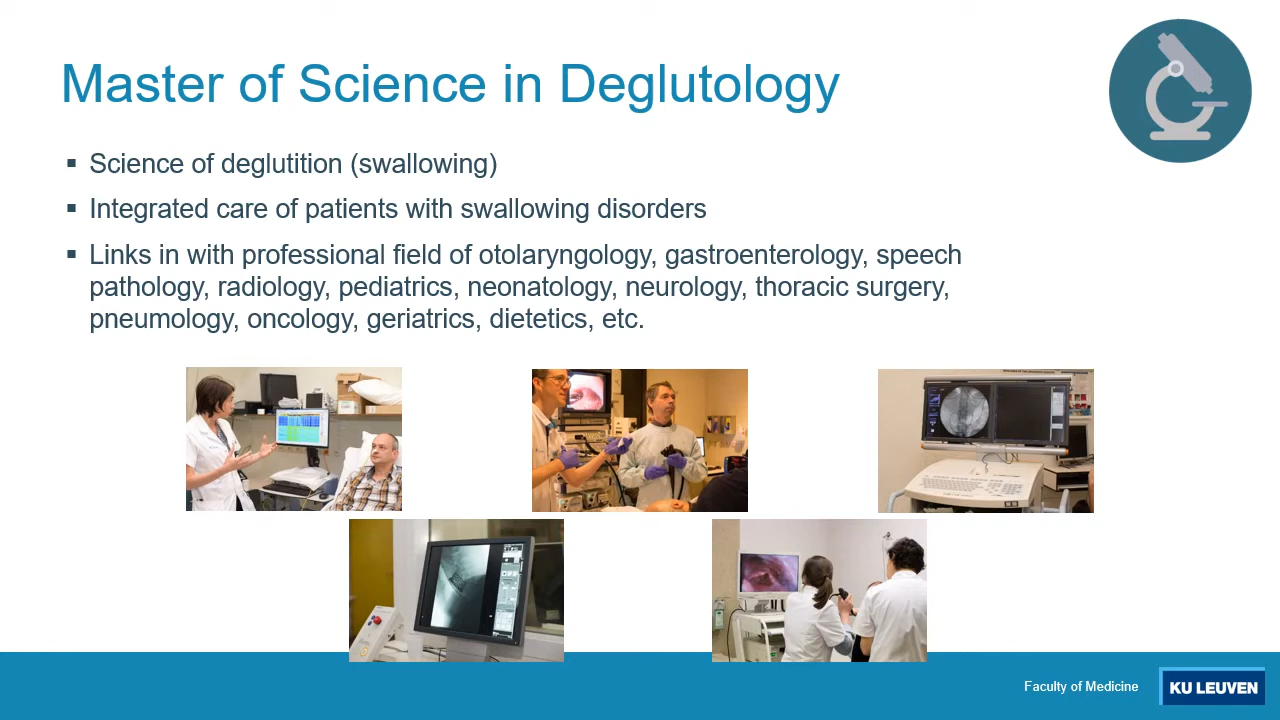 Master of Science in Deglutology
▪ Science of deglutition (swallowing)
▪ Integrated care of patients with swallowing disorders
▪ Links in with professional field of otolaryngology, gastroenterology, speech
pathology, radiology, pediatrics, neonatology, neurology, thoracic surgery,
pneumology, oncology, geriatrics, dietetics, etc.
Faculty of Medicine
KU LEUVEN